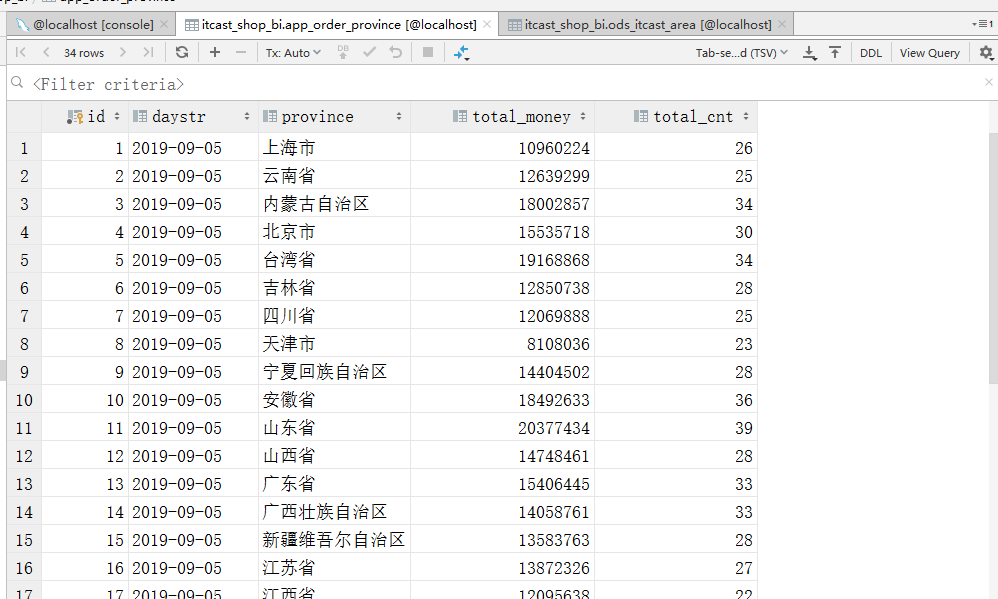 app_order_province
@localhost [console] itcast_shop_bi.app_order_province [@localhost] itcast_shop_bi.ods_itcast_area [@localhost] 1
34 rows Tx: Auto DB Tab-se...d (TSV) DDL View Query
<Filter criteria>
id daystr province total_money total_cnt
1 1 2019-09-05 上海市 10960224 26
2 2 2019-09-05 云南省 12639299 25
3 3 2019-09-05 内蒙古自治区 18002857 34
4 4 2019-09-05 北京市 15535718 30
5 5 2019-09-05 台湾省 19168868 34
6 6 2019-09-05 吉林省 12850738 28
7 7 2019-09-05 四川省 12069888 25
8 8 2019-09-05 天津市 8108036 23
9 9 2019-09-05 宁夏回族自治区 14404502 28
10 10 2019-09-05 安徽省 18492633 36
11 11 2019-09-05 山东省 20377434 39
12 12 2019-09-05 山西省 14748461 28
13 13 2019-09-05 广东省 15406445 33
14 14 2019-09-05 广西壮族自治区 14058761 33
15 15 2019-09-05 新疆维吾尔自治区 13583763 28
16 16 2019-09-05 江苏省 13872326 27
17 17 2019-09-05 江西省 12095638 22